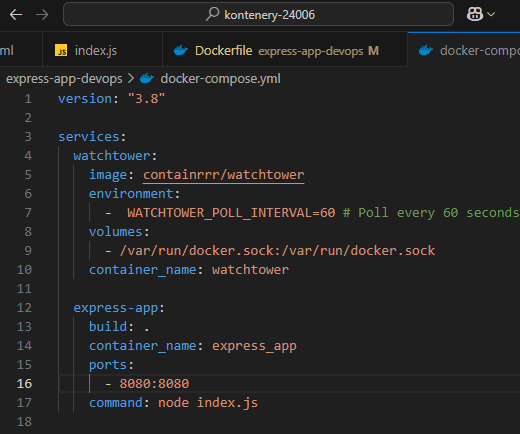 kontenery-24006
ml
JS index.js
Dockerfile express-app-devops M
docker-compo
express-app-devops > docker-compose.yml
1 version: "3.8"
2
3 services:
4 watchtower:
5 image: containrrr/watchtower
6 environment:
7 - WATCHTOWER_POLL_INTERVAL=60 # Poll every 60 seconds
8 volumes:
9 - /var/run/docker.sock:/var/run/docker.sock
10 container_name: watchtower
11
12 express-app:
13 build: .
14 container_name: express_app
15 ports:
16 - 8080:8080
17 command: node index.js
18